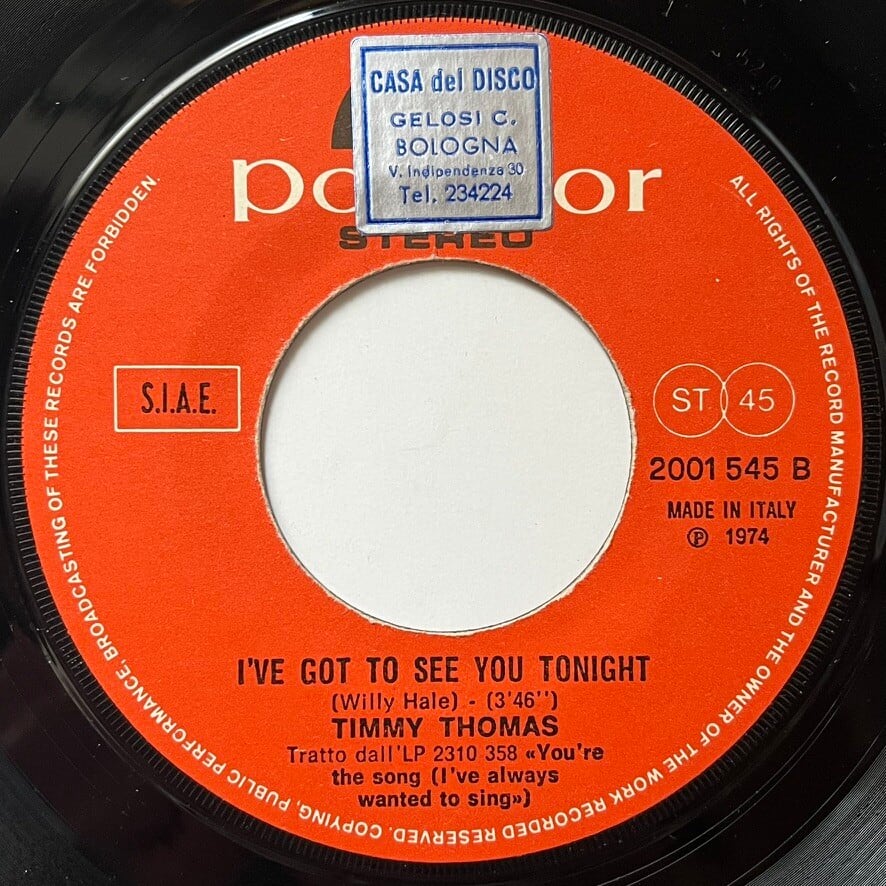 CASA del DISCO
GELOSI C.
BOLOGNA
V. Indipendenza 30
Tel. 234224
STEREO
S.I.A.E.
ST 45
2001 545 B
MADE IN ITALY
℗ 1974
I'VE GOT TO SEE YOU TONIGHT
(Willy Hale) - (3'46'')
TIMMY THOMAS
Tratto dall'LP 2310 358 «You're
the song (I've always
wanted to sing»)
ALL RIGHTS OF THE RECORD MANUFACTURER AND THE OWNER OF THE WORK RECORDED RESERVED. COPYING, PUBLIC PERFORMANCE, BROADCASTING OF THESE RECORDS ARE FORBIDDEN.